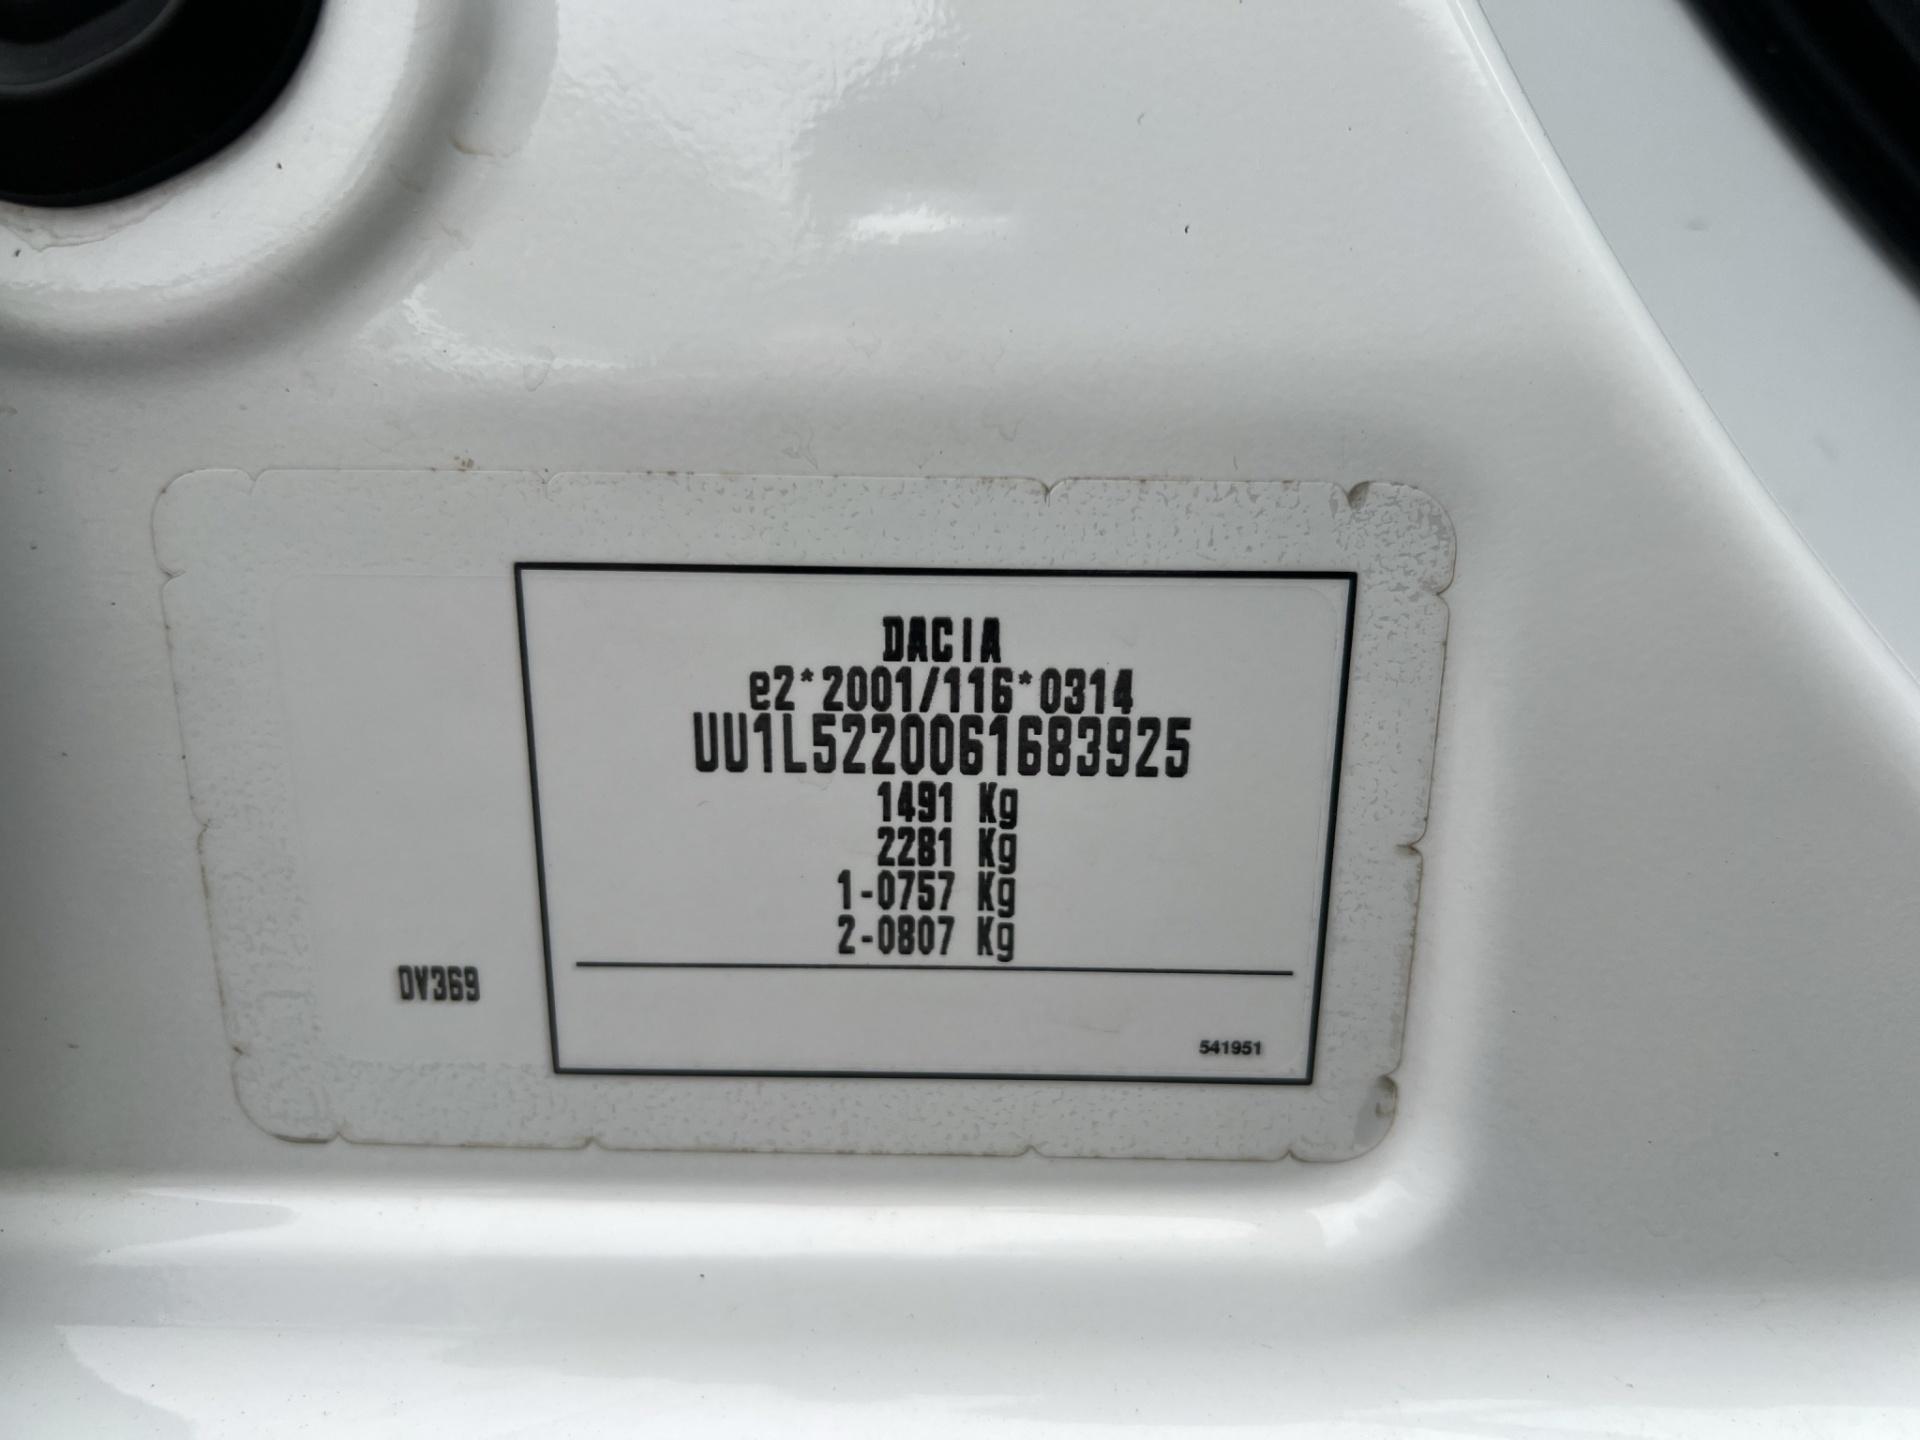 DACIA
e2*2001/116*0314
UU1L5220061683925
1491 Kg
2281 Kg
1-0757 Kg
2-0807 Kg
DV369
541951